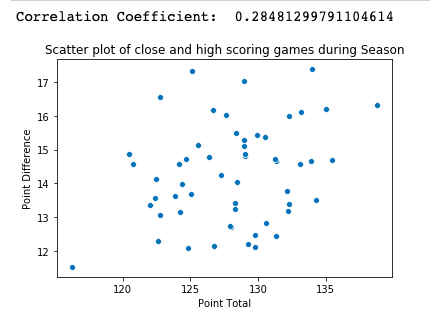 Correlation Coefficient:  0.28481299791104614
Scatter plot of close and high scoring games during Season
17
16
15
14
13
12
Point Difference
120 125 130 135
Point Total